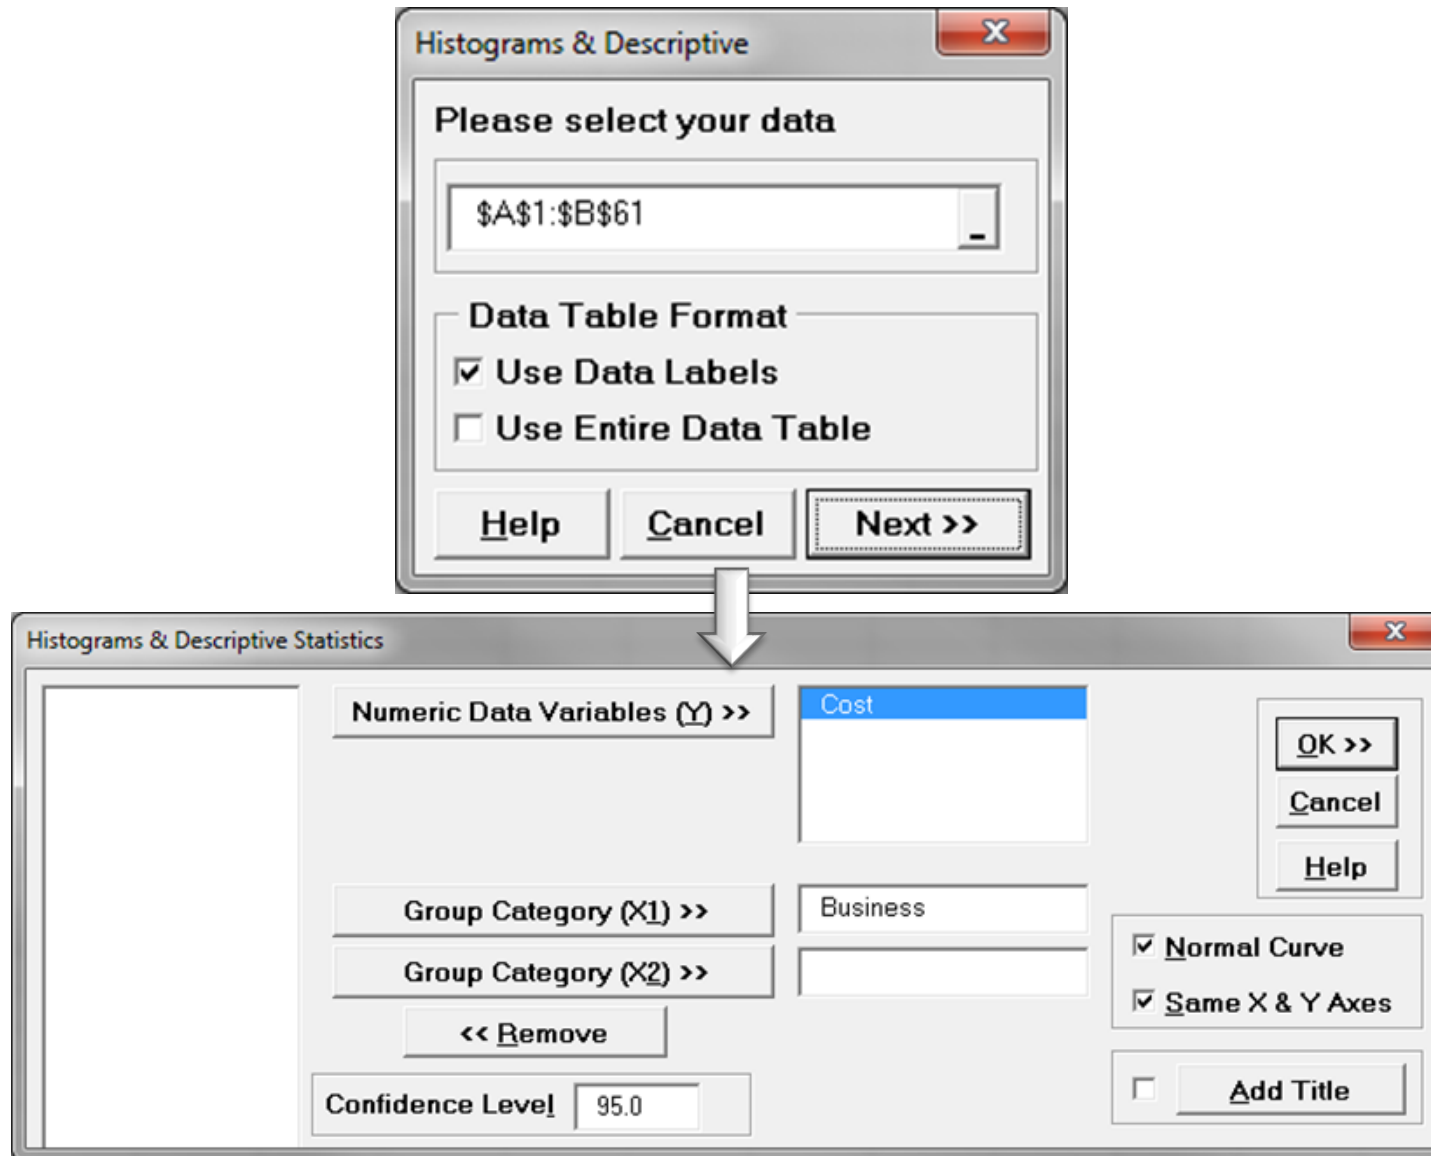 Histograms & Descriptive
x
Please select your data
$A$1:$B$61
Data Table Format
Use Data Labels
Use Entire Data Table
Help Cancel Next >>
Histograms & Descriptive Statistics
x
Numeric Data Variables (Y) >>
Cost
OK >>
Cancel
Help
Group Category (X1) >>
Business
Group Category (X2) >>
<< Remove
Normal Curve
Same X & Y Axes
Confidence Level 95.0
Add Title